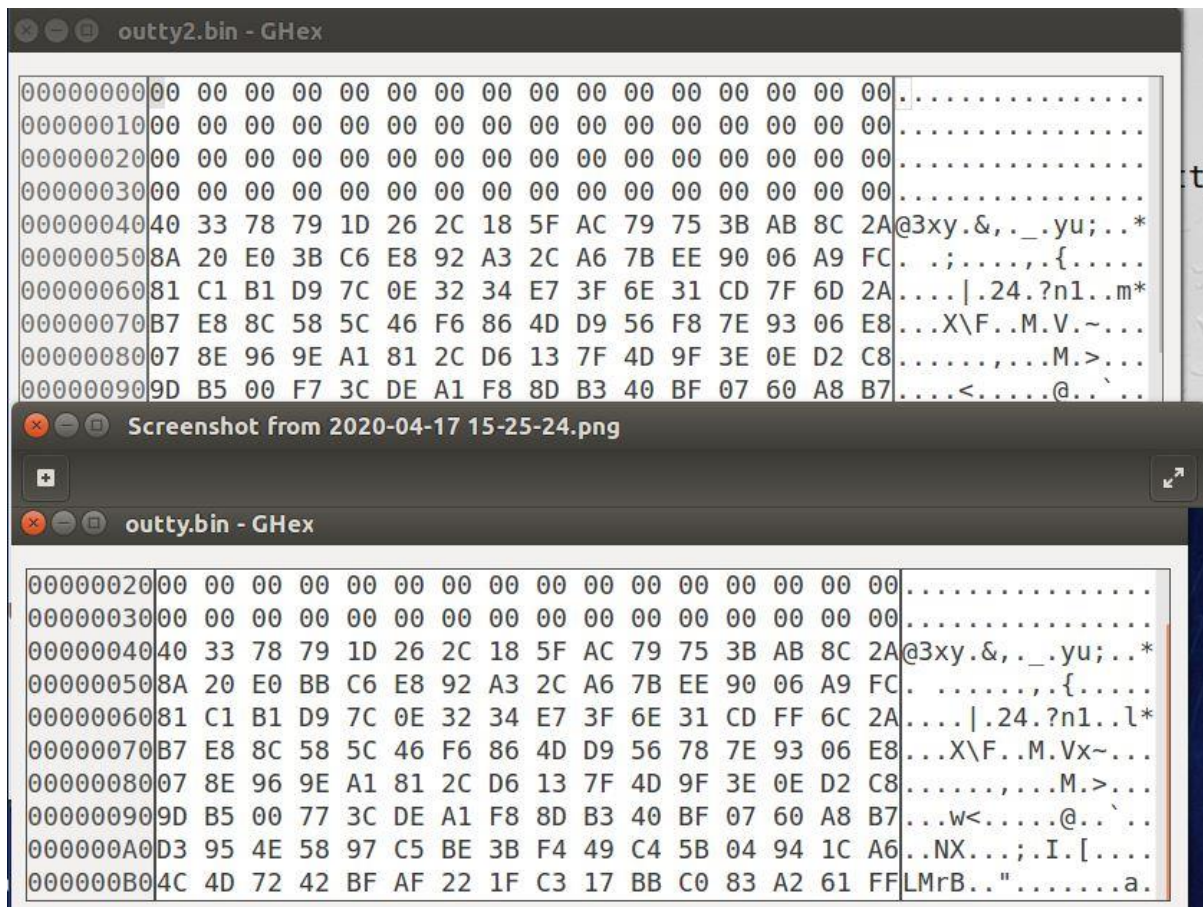 outty2.bin - GHex
00000000 00 00 00 00 00 00 00 00 00 00 00 00 00 00 00 00 ................
00000010 00 00 00 00 00 00 00 00 00 00 00 00 00 00 00 00 ................
00000020 00 00 00 00 00 00 00 00 00 00 00 00 00 00 00 00 ................
00000030 00 00 00 00 00 00 00 00 00 00 00 00 00 00 00 00 ................
00000040 40 33 78 79 1D 26 2C 18 5F AC 79 75 3B AB 8C 2A @3xy.&,._.yu;..*
00000050 8A 20 E0 3B C6 E8 92 A3 2C A6 7B EE 90 06 A9 FC . .;....,.{.....
00000060 81 C1 B1 D9 7C 0E 32 34 E7 3F 6E 31 CD 7F 6D 2A ....|.24.?n1..m*
00000070 B7 E8 8C 58 5C 46 F6 86 4D D9 56 F8 7E 93 06 E8 ...X\F..M.V.~...
00000080 07 8E 96 9E A1 81 2C D6 13 7F 4D 9F 3E 0E D2 C8 ......,...M.>...
00000090 9D B5 00 F7 3C DE A1 F8 8D B3 40 BF 07 60 A8 B7 ....<.....@..`..
Screenshot from 2020-04-17 15-25-24.png
outty.bin - GHex
00000020 00 00 00 00 00 00 00 00 00 00 00 00 00 00 00 00 ................
00000030 00 00 00 00 00 00 00 00 00 00 00 00 00 00 00 00 ................
00000040 40 33 78 79 1D 26 2C 18 5F AC 79 75 3B AB 8C 2A @3xy.&,._.yu;..*
00000050 8A 20 E0 BB C6 E8 92 A3 2C A6 7B EE 90 06 A9 FC . ......,.{.....
00000060 81 C1 B1 D9 7C 0E 32 34 E7 3F 6E 31 CD FF 6C 2A ....|.24.?n1..l*
00000070 B7 E8 8C 58 5C 46 F6 86 4D D9 56 78 7E 93 06 E8 ...X\F..M.Vx~...
00000080 07 8E 96 9E A1 81 2C D6 13 7F 4D 9F 3E 0E D2 C8 ......,...M.>...
00000090 9D B5 00 77 3C DE A1 F8 8D B3 40 BF 07 60 A8 B7 ...w<.....@..`..
000000A0 D3 95 4E 58 97 C5 BE 3B F4 49 C4 5B 04 94 1C A6 ..NX...;.I.[....
000000B0 4C 4D 72 42 BF AF 22 1F C3 17 BB C0 83 A2 61 FF LMrB..".......a.